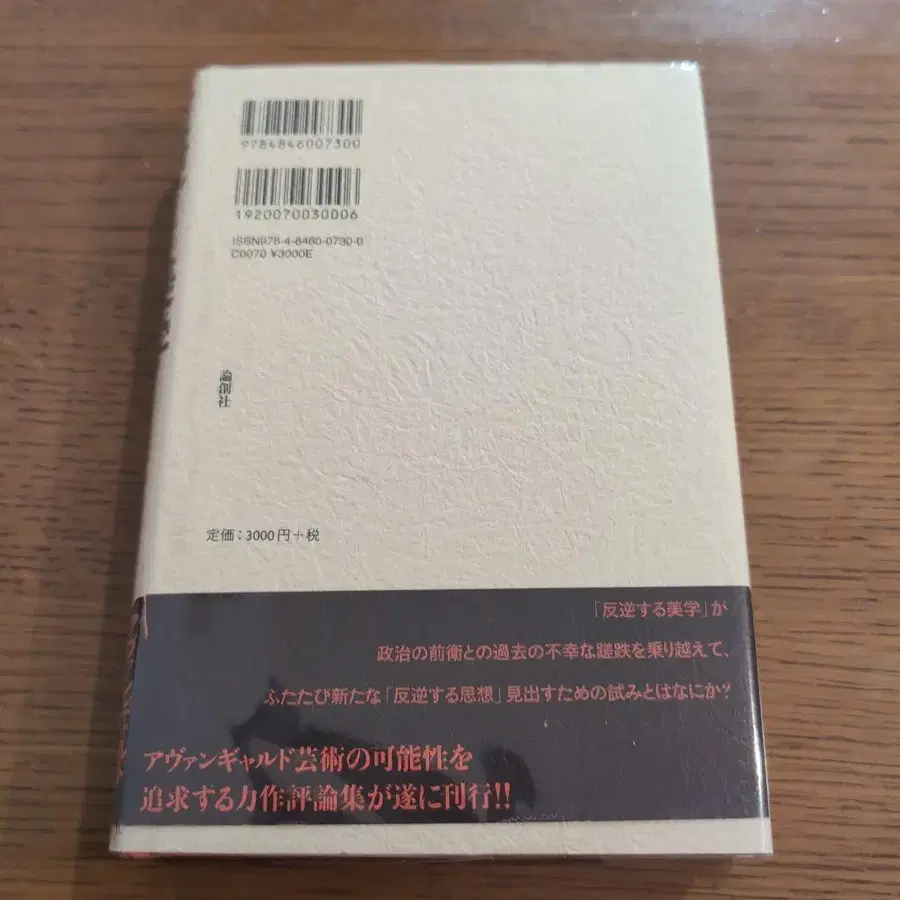 9784846007300
1920070030006
ISBN978-4-8460-0730-0
C0070 ¥3000E
論創社
定価：3000円＋税
「反逆する美学」が
政治の前衛との過去の不幸な蹉跌を乗り越えて、
ふたたび新たな「反逆する思想」見出すための試みとはなにか?
アヴァンギャルド芸術の可能性を
追求する力作評論集が遂に刊行!!